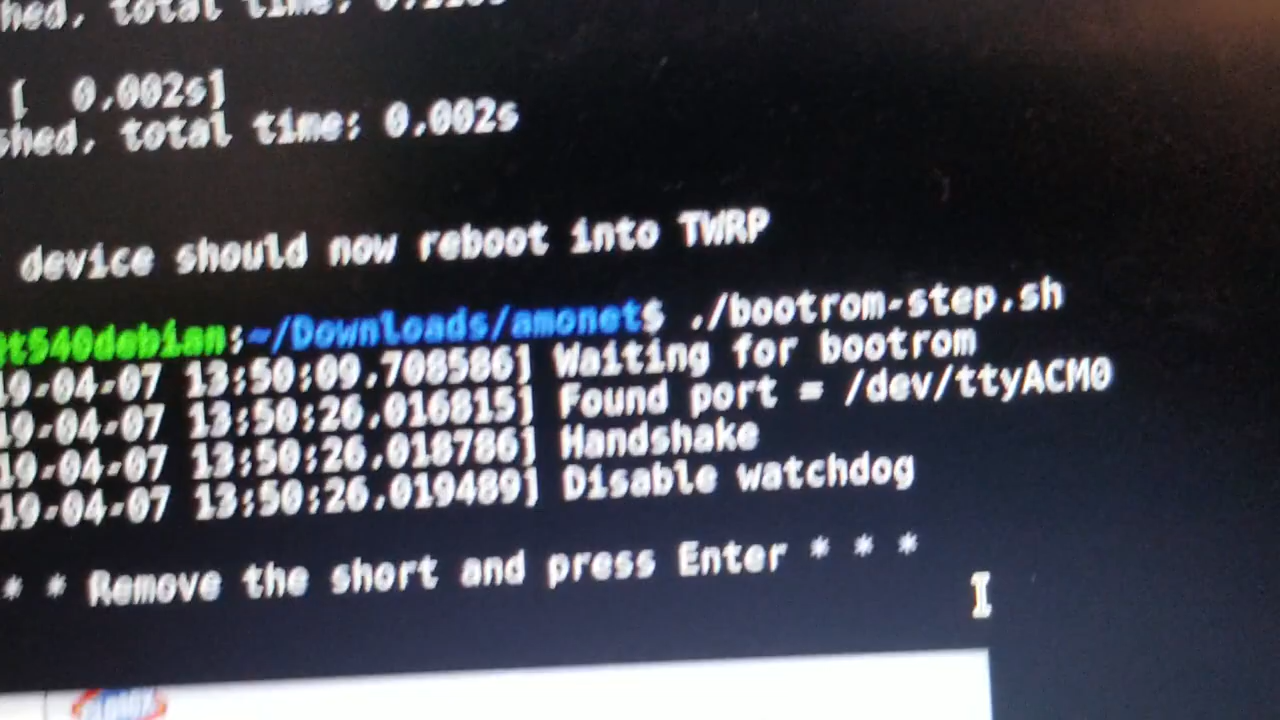 hed, total time:
[  0.002s]
shed, total time: 0.002s
device should now reboot into TWRP
t540debian:~/Downloads/amonet$ ./bootrom-step.sh
19-04-07 13:50:09.708586] Waiting for bootrom
19-04-07 13:50:26.016815] Found port = /dev/ttyACM0
19-04-07 13:50:26.018786] Handshake
19-04-07 13:50:26.019489] Disable watchdog
* * Remove the short and press Enter * * *